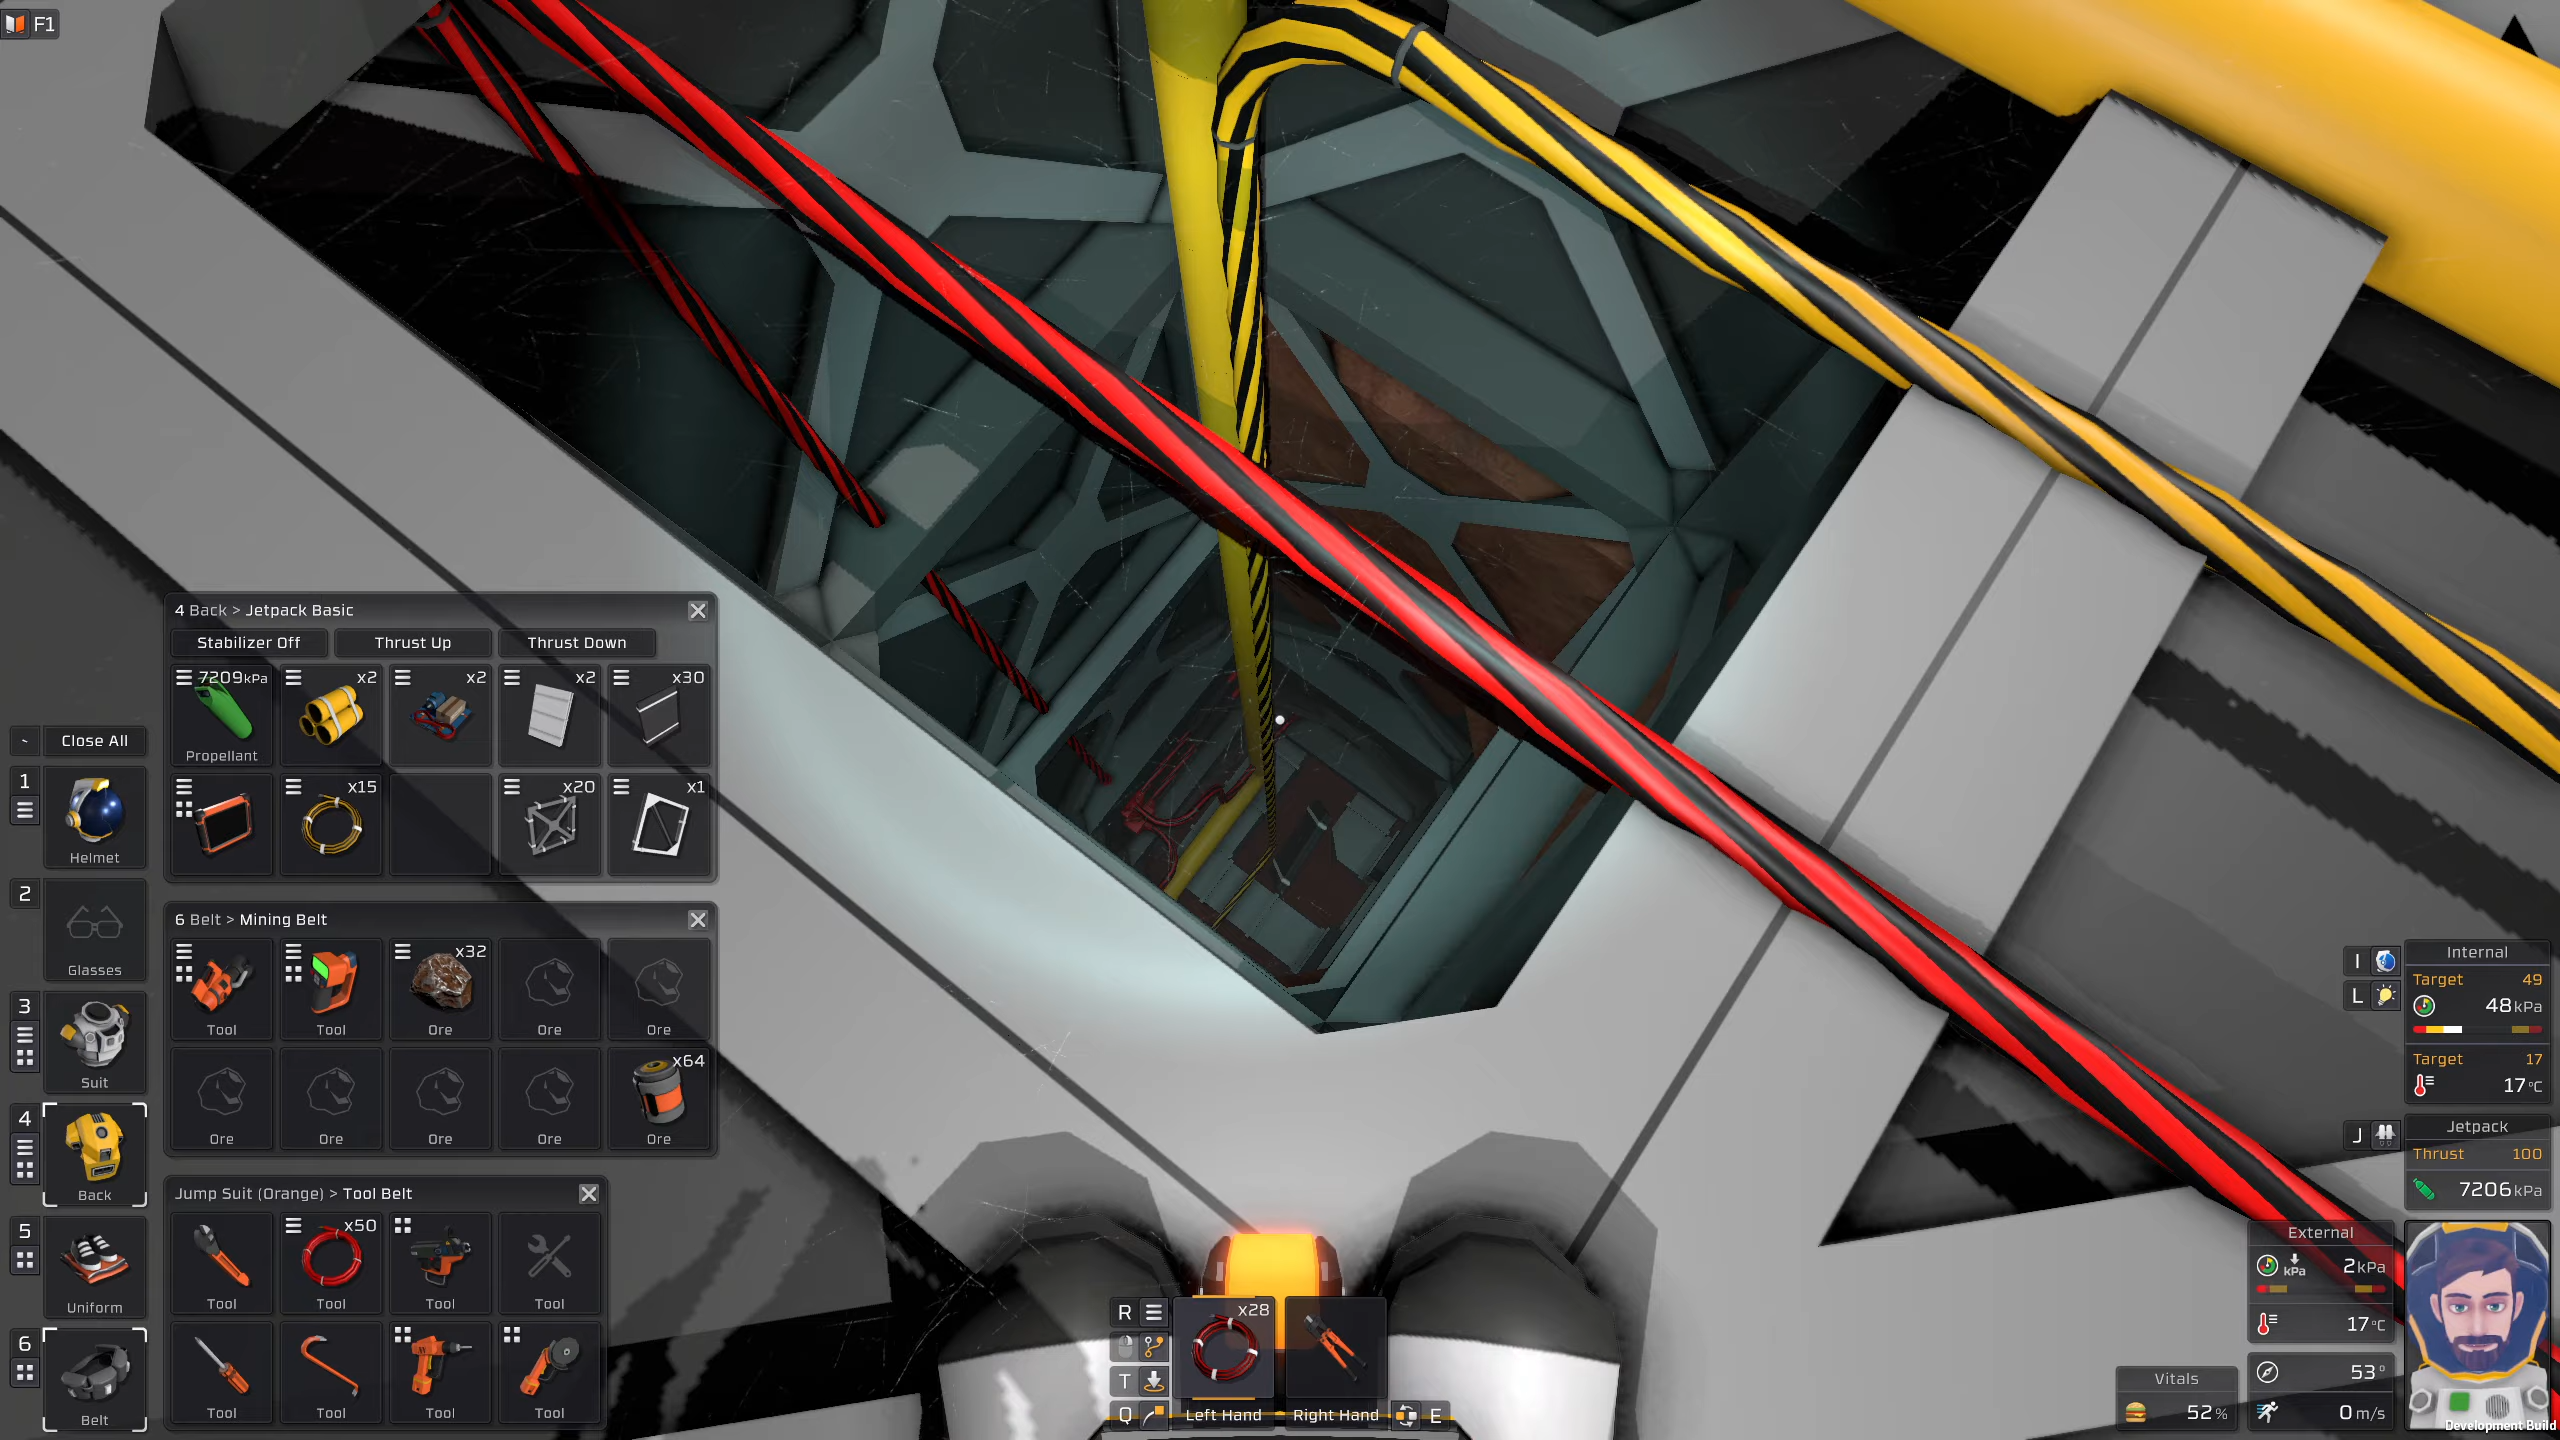 F1
4 Back > Jetpack Basic
Stabilizer Off
Thrust Up
Thrust Down
7209kPa
x2
x2
x2
x30
Propellant
x15
x20
x1
~
Close All
1
Helmet
2
Glasses
3
Suit
4
Back
5
Uniform
6
Belt
6 Belt > Mining Belt
x32
Tool
Tool
Ore
Ore
Ore
x64
Ore
Ore
Ore
Ore
Ore
Jump Suit (Orange) > Tool Belt
x50
Tool
Tool
Tool
Tool
Tool
Tool
Tool
Tool
R
x28
T
Q
Left Hand
Right Hand
E
I
L
Internal
Target 49
48kPa
Target 17
17°C
J
Jetpack
Thrust 100
7206kPa
External
kPa
2kPa
17°C
Vitals
52%
53°
0m/s
Development Build